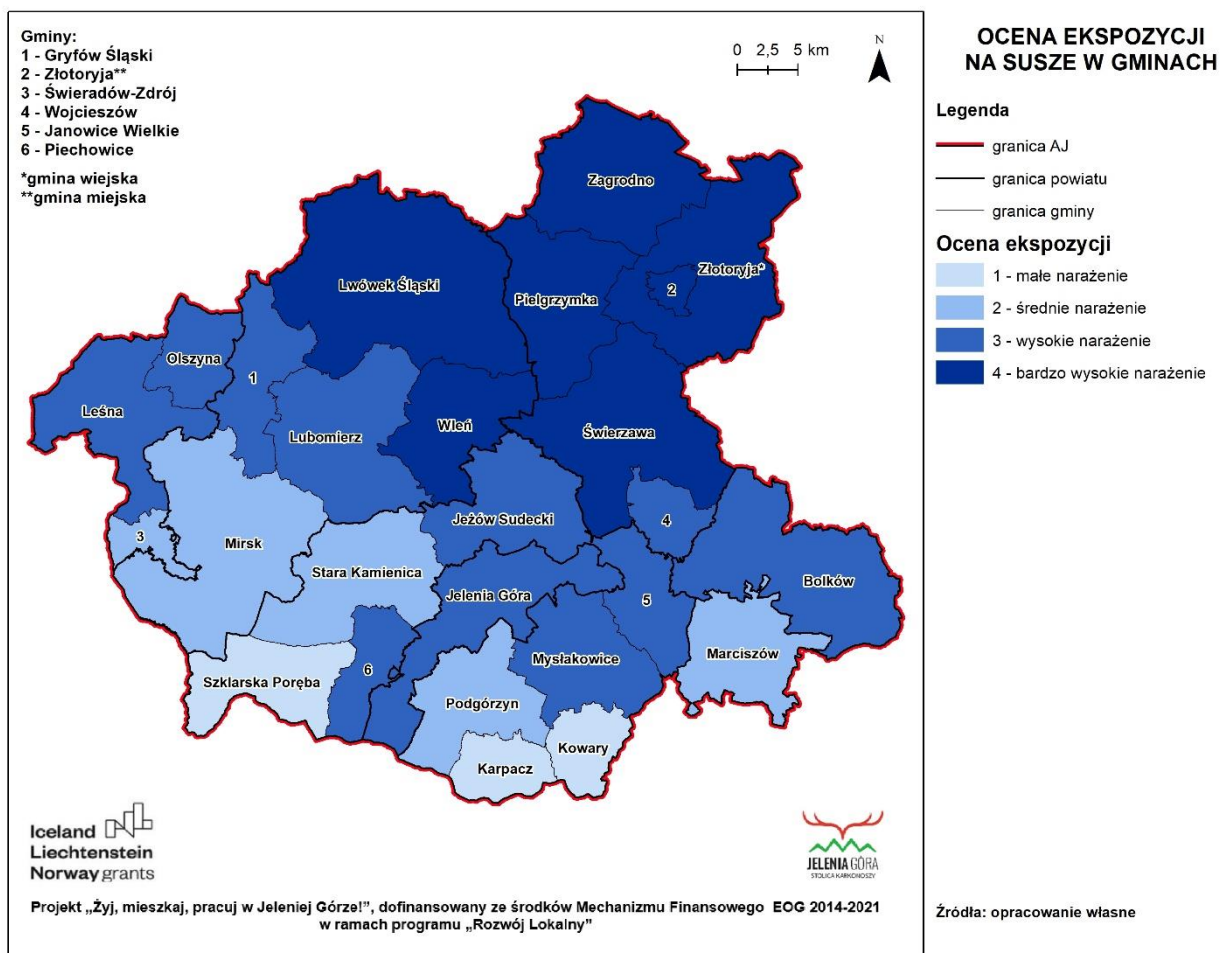 Gminy:
1 - Gryfów Śląski
2 - Złotoryja**
3 - Świeradów-Zdrój
4 - Wojcieszów
5 - Janowice Wielkie
6 - Piechowice
*gmina wiejska
**gmina miejska
0 2,5 5 km
N
Zagrodno
Złotoryja*
Lwówek Śląski
Pielgrzymka
2
Olszyna
1
Leśna
Lubomierz
Wleń
Świerzawa
Jeżów Sudecki
4
3
Mirsk
Stara Kamienica
Jelenia Góra
5
Bolków
Marciszów
Mysłakowice
6
Szklarska Poręba
Podgórzyn
Kowary
Karpacz
Iceland
Liechtenstein
Norway grants
JELENIA GÓRA
STOLICA KARKONOSZY
Projekt „Żyj, mieszkaj, pracuj w Jeleniej Górze!”, dofinansowany ze środków Mechanizmu Finansowego EOG 2014-2021
w ramach programu „Rozwój Lokalny”
OCENA EKSPOZYCJI
NA SUSZE W GMINACH
Legenda
granica AJ
granica powiatu
granica gminy
Ocena ekspozycji
1 - małe narażenie
2 - średnie narażenie
3 - wysokie narażenie
4 - bardzo wysokie narażenie
Źródła: opracowanie własne